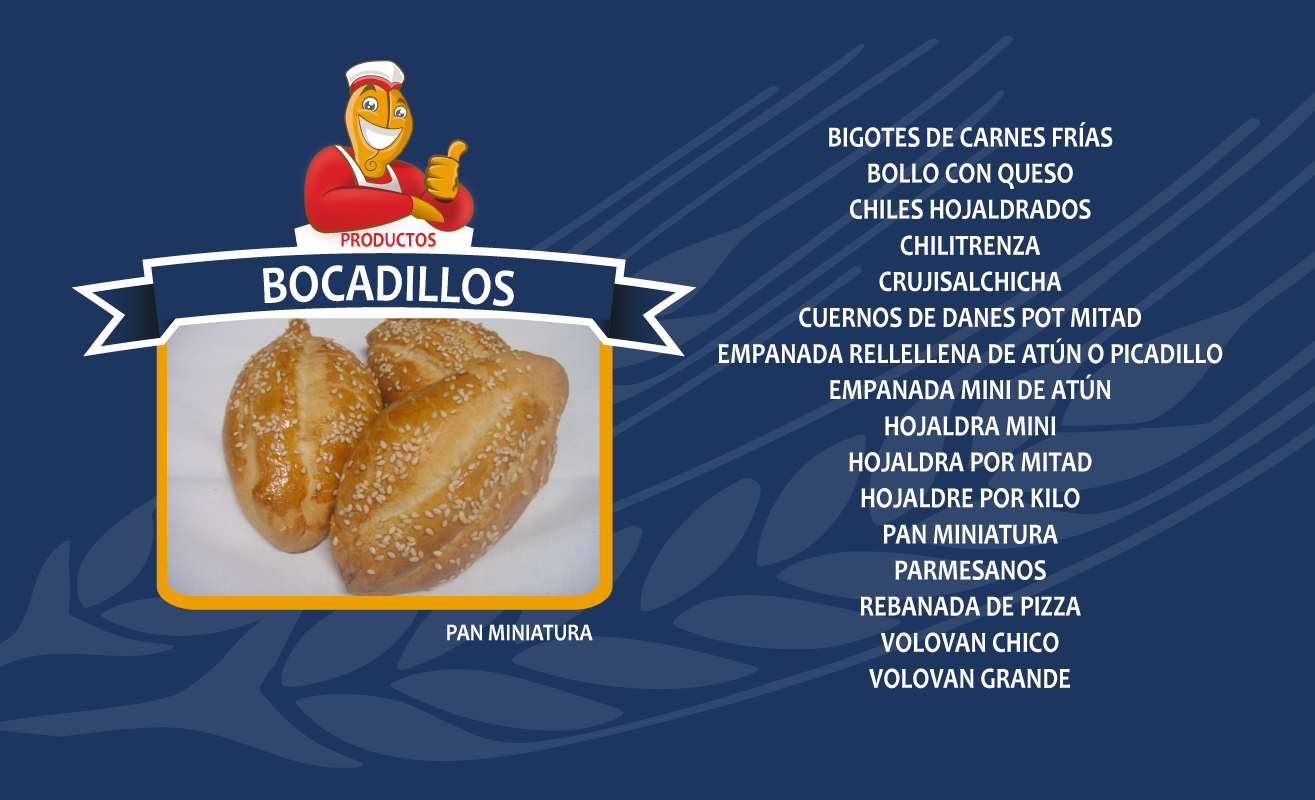 PRODUCTOS
BOCADILLOS
PAN MINIATURA
BIGOTES DE CARNES FRÍAS
BOLLO CON QUESO
CHILES HOJALDRADOS
CHILITRENZA
CRUJISALCHICHA
CUERNOS DE DANES POT MITAD
EMPANADA RELLELLENA DE ATÚN O PICADILLO
EMPANADA MINI DE ATÚN
HOJALDRA MINI
HOJALDRA POR MITAD
HOJALDRE POR KILO
PAN MINIATURA
PARMESANOS
REBANADA DE PIZZA
VOLOVAN CHICO
VOLOVAN GRANDE